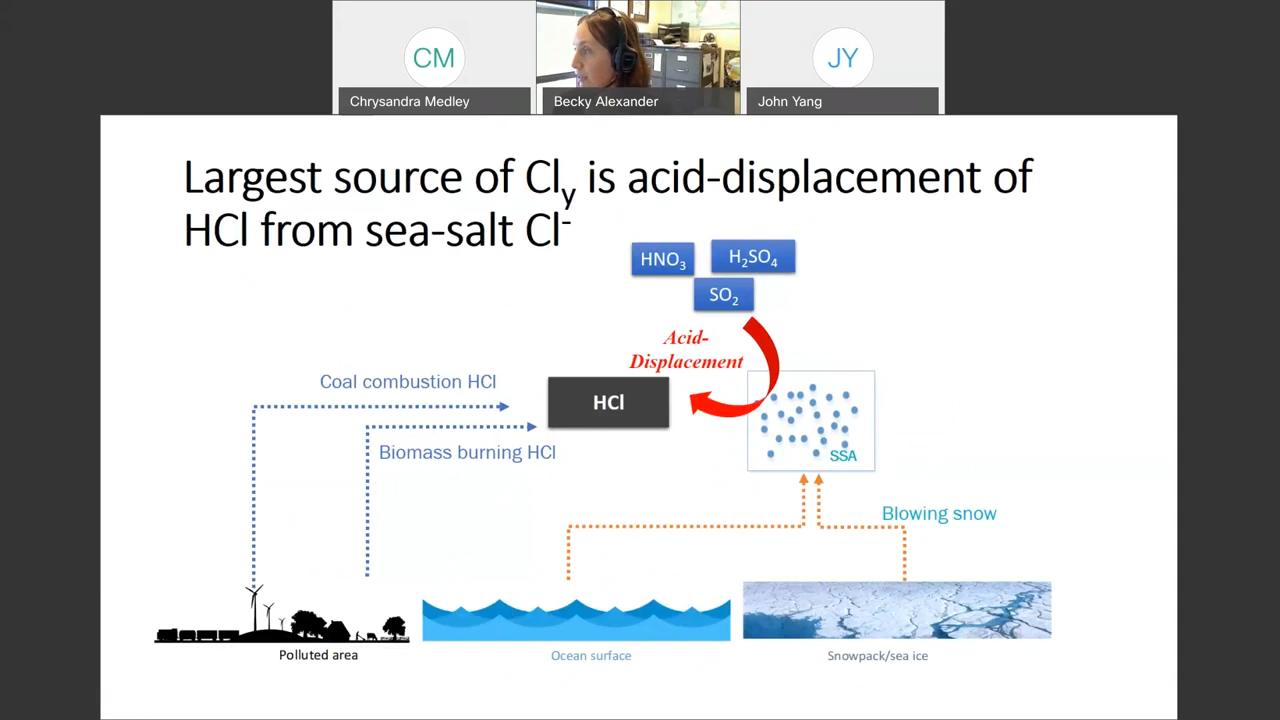 CM
JY
Chrysandra Medley
Becky Alexander
John Yang
Largest source of Cly is acid-displacement of
HCl from sea-salt Cl-
HNO3
H2SO4
SO2
Acid-
Displacement
Coal combustion HCl
HCl
Biomass burning HCl
SSA
Blowing snow
Polluted area
Ocean surface
Snowpack/sea ice